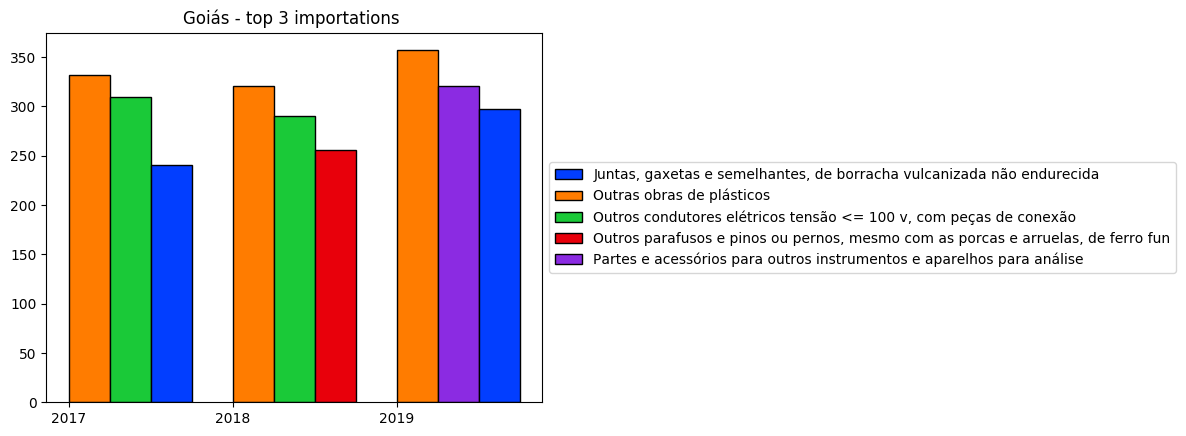 Goiás - top 3 importations
350
300
250
200
150
100
50
0
2017 2018 2019
Juntas, gaxetas e semelhantes, de borracha vulcanizada não endurecida
Outras obras de plásticos
Outros condutores elétricos tensão <= 100 v, com peças de conexão
Outros parafusos e pinos ou pernos, mesmo com as porcas e arruelas, de ferro fun
Partes e acessórios para outros instrumentos e aparelhos para análise